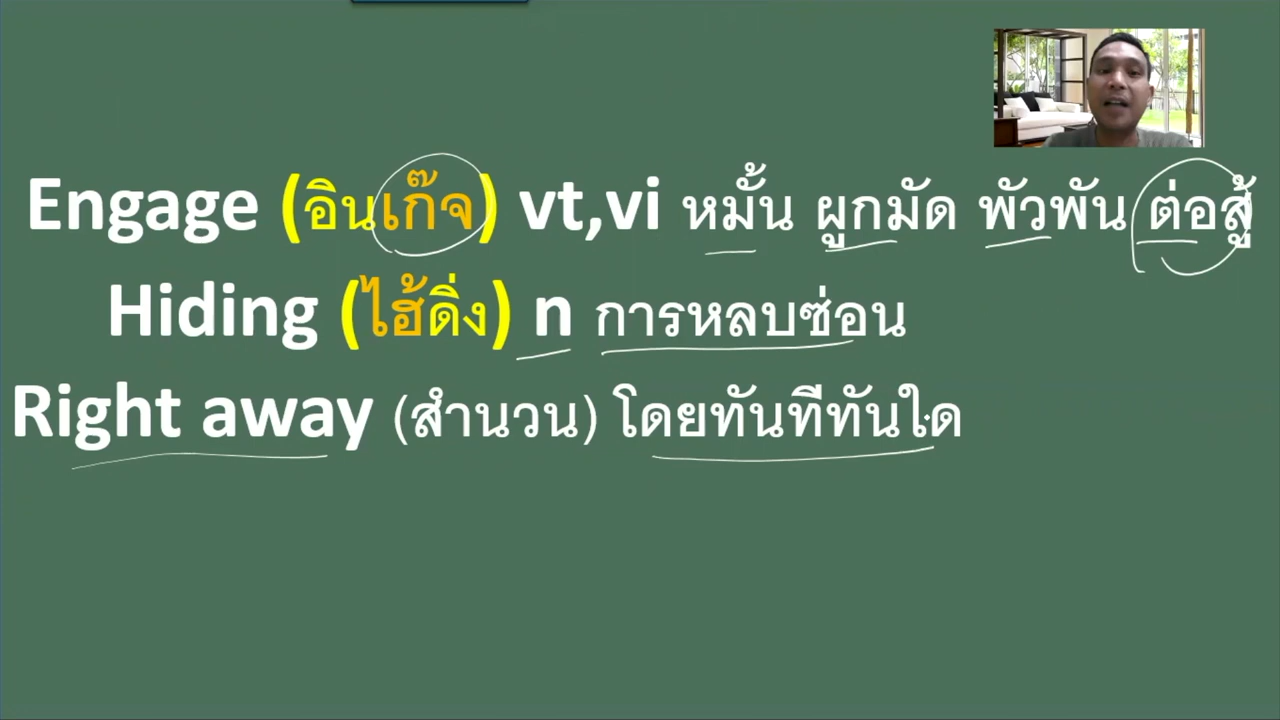 Engage (อินเก๊จ) vt,vi หมั้น ผูกมัด พัวพัน ต่อสู้
Hiding (ไฮ้ดิ่ง) n การหลบซ่อน
Right away (สำนวน) โดยทันทีทันใด